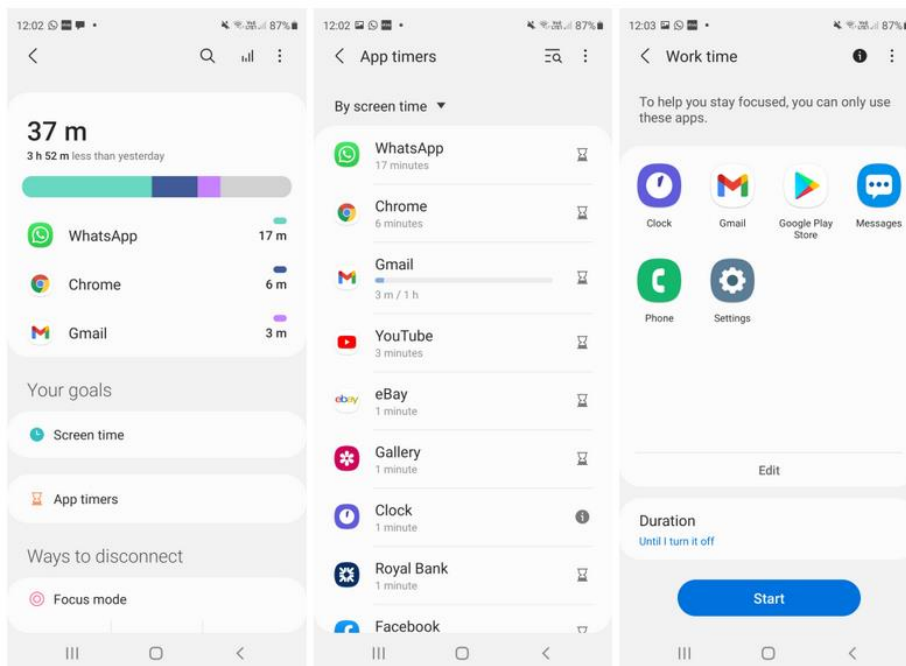 12:02
87%
37 m
3 h 52 m less than yesterday
WhatsApp
17 m
Chrome
6 m
Gmail
3 m
Your goals
Screen time
App timers
Ways to disconnect
Focus mode
12:02
87%
App timers
By screen time
WhatsApp
17 minutes
Chrome
6 minutes
Gmail
3 m / 1 h
YouTube
3 minutes
ebay
eBay
1 minute
Gallery
1 minute
Clock
1 minute
Royal Bank
1 minute
Facebook
12:03
87%
Work time
To help you stay focused, you can only use
these apps.
Clock
Gmail
Google Play
Store
Messages
Phone
Settings
Edit
Duration
Until I turn it off
Start